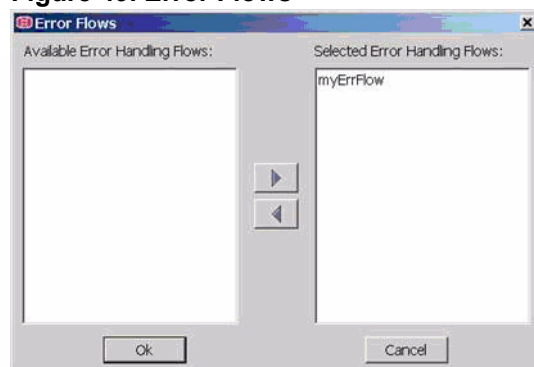 Error Flows
Available Error Handling Flows:
Selected Error Handling Flows:
myErrFlow
Ok
Cancel